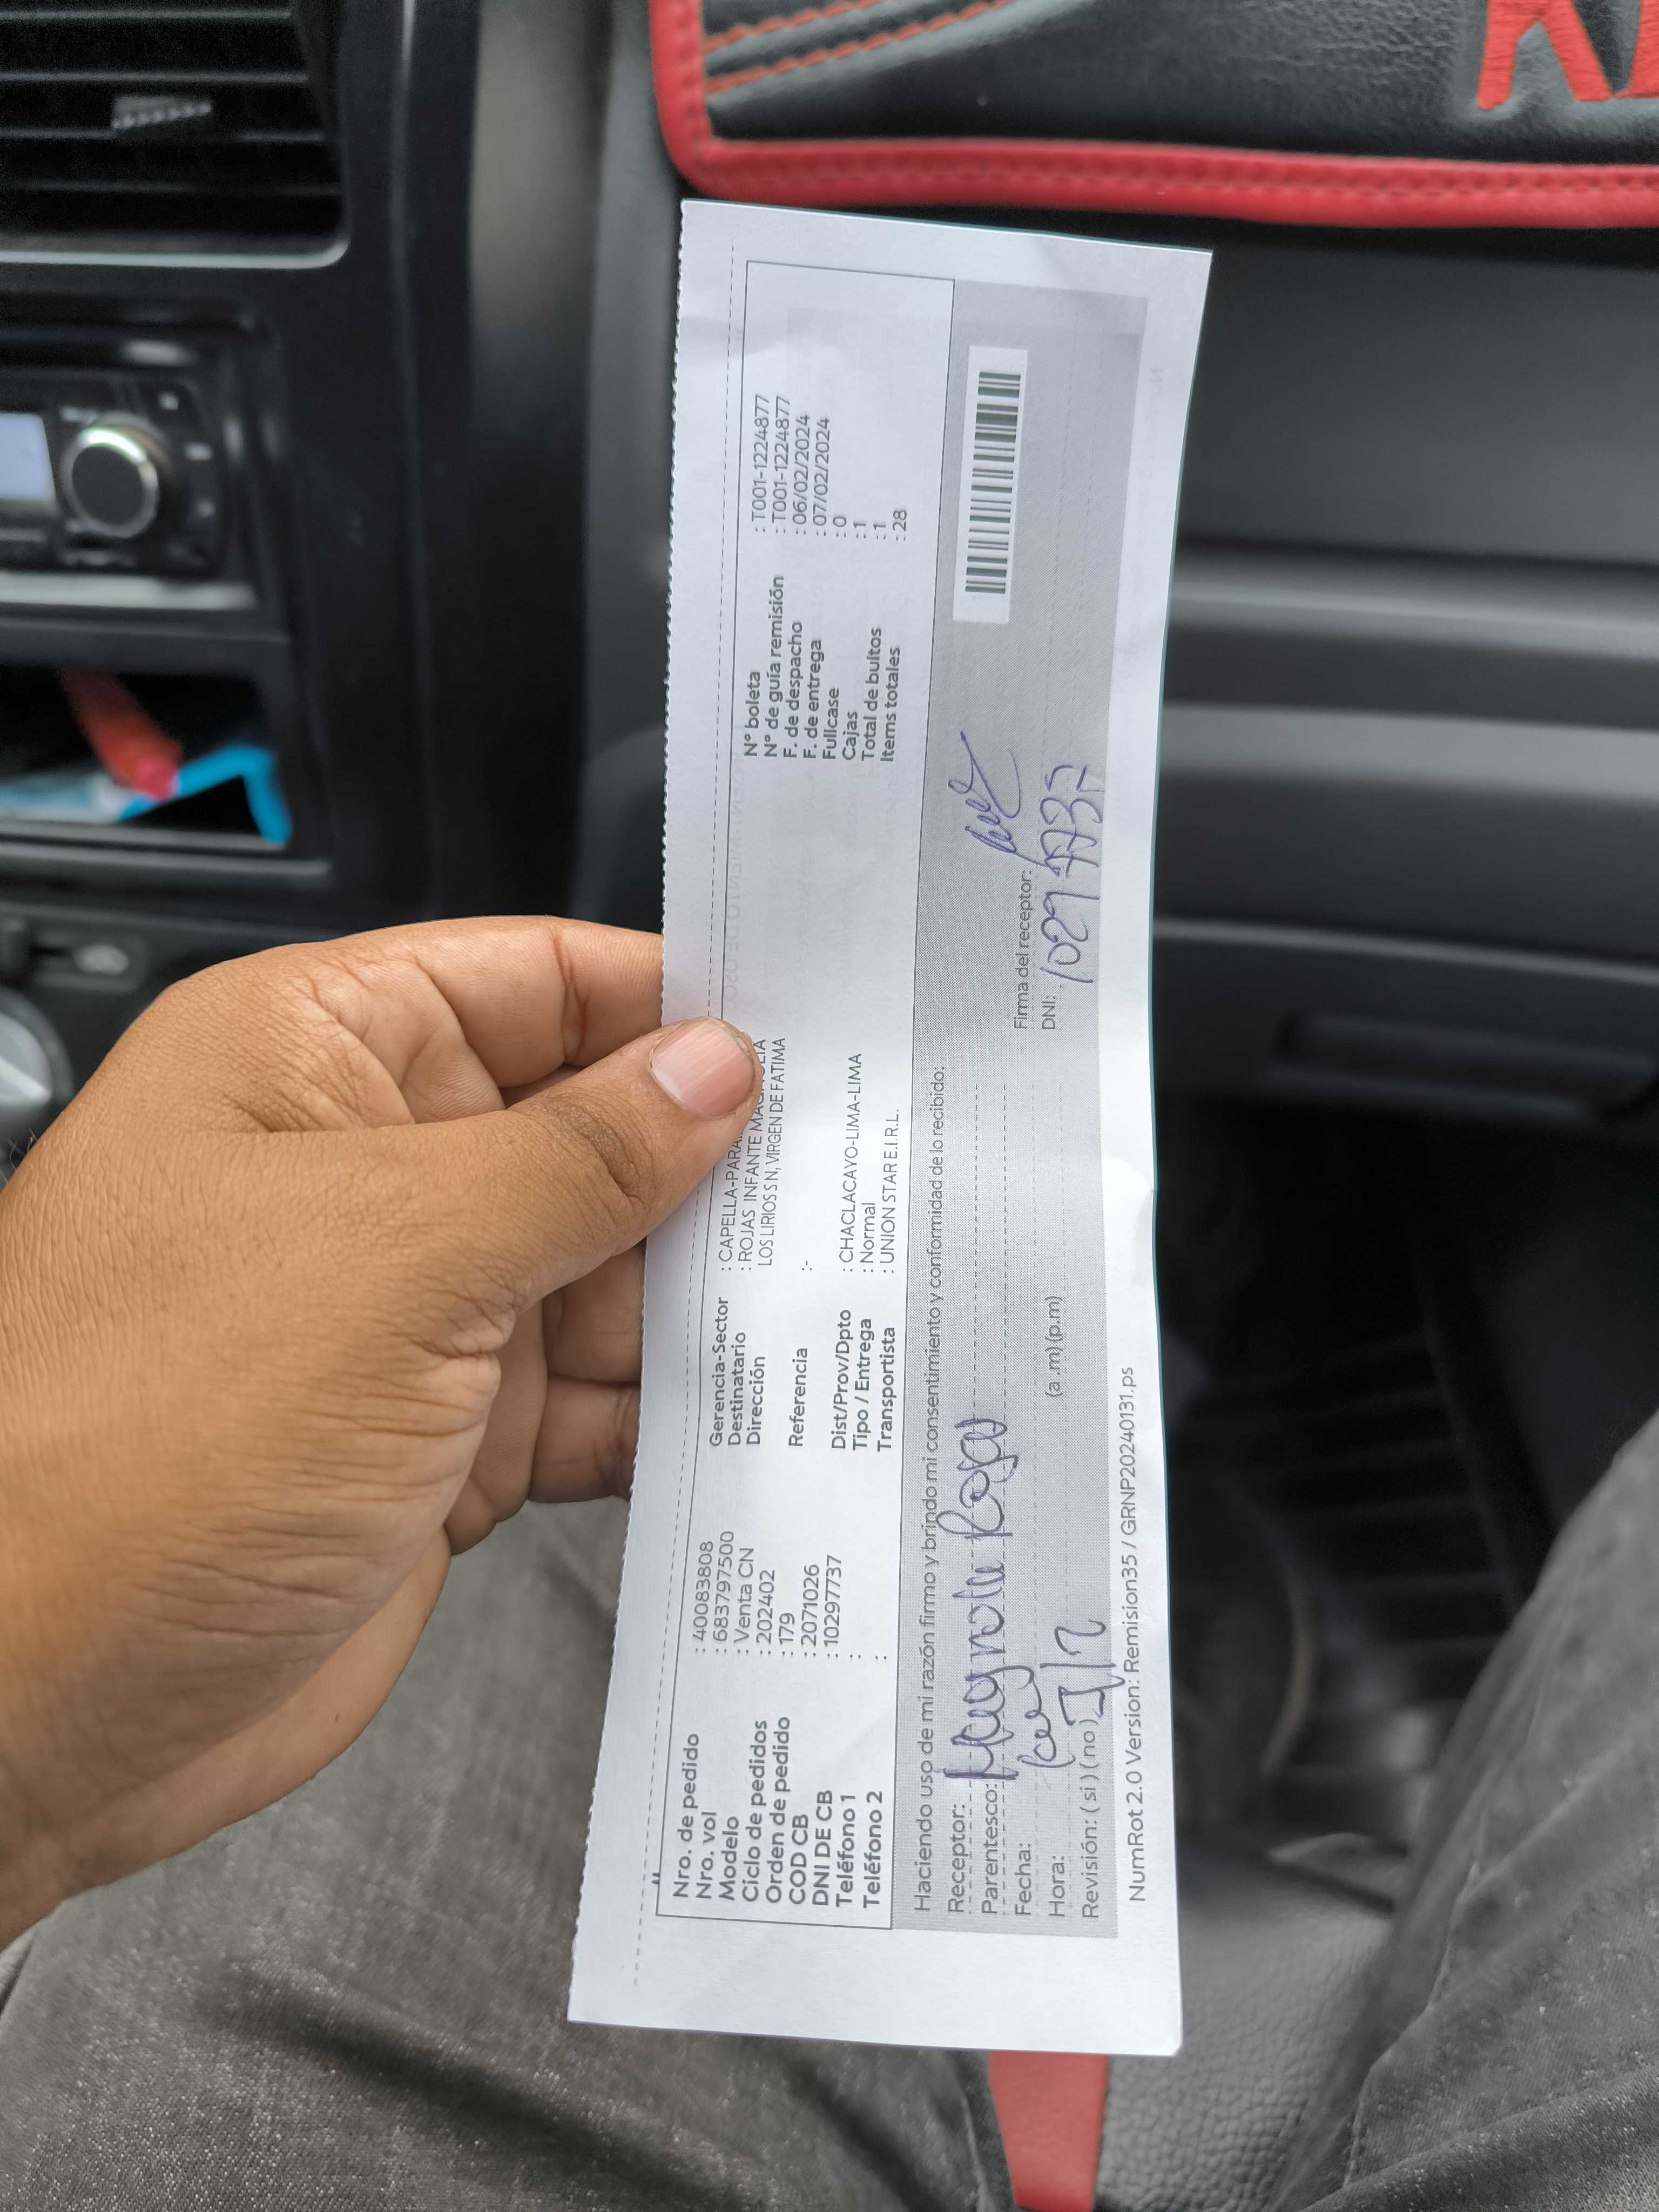 Nro. de pedido : 40083808
Nro. vol : 6837975​00
Modelo : Venta CN
Ciclo de pedidos : 202402
Orden de pedido : 179
COD CB : 2071026
DNI DE CB : 10297737
Teléfono 1 :
Teléfono 2 :
Gerencia-Sector : CAPELLA-PARA
Destinatario : ROJAS INFANTE
Dirección LOS LIRIOS S N, VIRGEN DE FATIMA
Referencia :-
Dist/Prov/Dpto : CHACLACAYO-LIMA-LIMA
Tipo / Entrega : Normal
Transportista : UNION STAR E.I.R.L.
N° boleta : T001-1224877
N° de guía remisión : T001-1224877
F. de despacho : 06/02/2024
F. de entrega : 07/02/2024
Fullcase : 0
Cajas : 1
Total de bultos : 1
Items totales : 28
Haciendo uso de mi razón firmo y brindo mi consentimiento y conformidad de lo recibido:
Receptor:
Parentesco:
Fecha:
Hora: (a .m) (p.m)
Revisión: ( si ) ( no )
Firma del receptor:
DNI:
NumRot 2.0 Version: Remision35 / GRNP20240131.ps